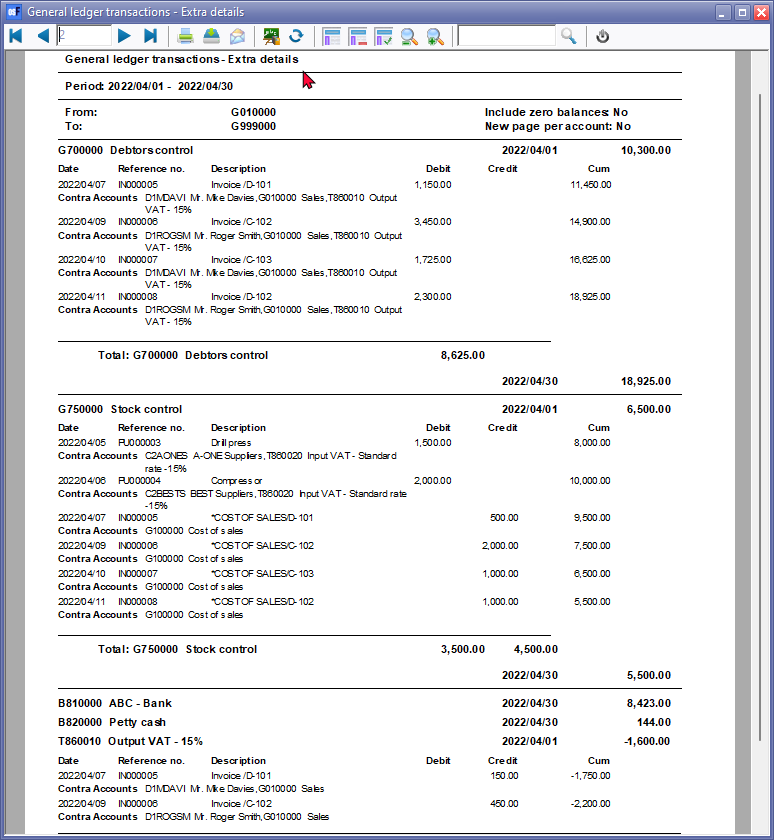 General ledger transactions - Extra details
2
General ledger transactions - Extra details
Period: 2022/04/01 - 2022/04/30
From: G010000 Include zero balances: No
To: G999000 New page per account: No
G700000 Debtors control 2022/04/01 10,300.00
Date Reference no. Description Debit Credit Cum
2022/04/07 IN000005 Invoice /D-101 1,150.00 11,450.00
Contra Accounts D1MDAVI Mr. Mike Davies,G010000 Sales,T860010 Output
VAT - 15%
2022/04/09 IN000006 Invoice /C-102 3,450.00 14,900.00
Contra Accounts D1ROGSM Mr. Roger Smith,G010000 Sales,T860010 Output
VAT - 15%
2022/04/10 IN000007 Invoice /C-103 1,725.00 16,625.00
Contra Accounts D1MDAVI Mr. Mike Davies,G010000 Sales,T860010 Output
VAT - 15%
2022/04/11 IN000008 Invoice /D-102 2,300.00 18,925.00
Contra Accounts D1ROGSM Mr. Roger Smith,G010000 Sales,T860010 Output
VAT - 15%
Total: G700000 Debtors control 8,625.00
2022/04/30 18,925.00
G750000 Stock control 2022/04/01 6,500.00
Date Reference no. Description Debit Credit Cum
2022/04/05 PU000003 Drill press 1,500.00 8,000.00
Contra Accounts C2AONES A-ONE Suppliers,T860020 Input VAT - Standard
rate -15%
2022/04/06 PU000004 Compressor 2,000.00 10,000.00
Contra Accounts C2BESTS BEST Suppliers,T860020 Input VAT - Standard rate
-15%
2022/04/07 IN000005 *COST OF SALES/D-101 500.00 9,500.00
Contra Accounts G100000 Cost of sales
2022/04/09 IN000006 *COST OF SALES/C-102 2,000.00 7,500.00
Contra Accounts G100000 Cost of sales
2022/04/10 IN000007 *COST OF SALES/C-103 1,000.00 6,500.00
Contra Accounts G100000 Cost of sales
2022/04/11 IN000008 *COST OF SALES/D-102 1,000.00 5,500.00
Contra Accounts G100000 Cost of sales
Total: G750000 Stock control 3,500.00 4,500.00
2022/04/30 5,500.00
B810000 ABC - Bank 2022/04/30 8,423.00
B820000 Petty cash 2022/04/30 144.00
T860010 Output VAT - 15% 2022/04/01 -1,600.00
Date Reference no. Description Debit Credit Cum
2022/04/07 IN000005 Invoice /D-101 150.00 -1,750.00
Contra Accounts D1MDAVI Mr. Mike Davies,G010000 Sales
2022/04/09 IN000006 Invoice /C-102 450.00 -2,200.00
Contra Accounts D1ROGSM Mr. Roger Smith,G010000 Sales